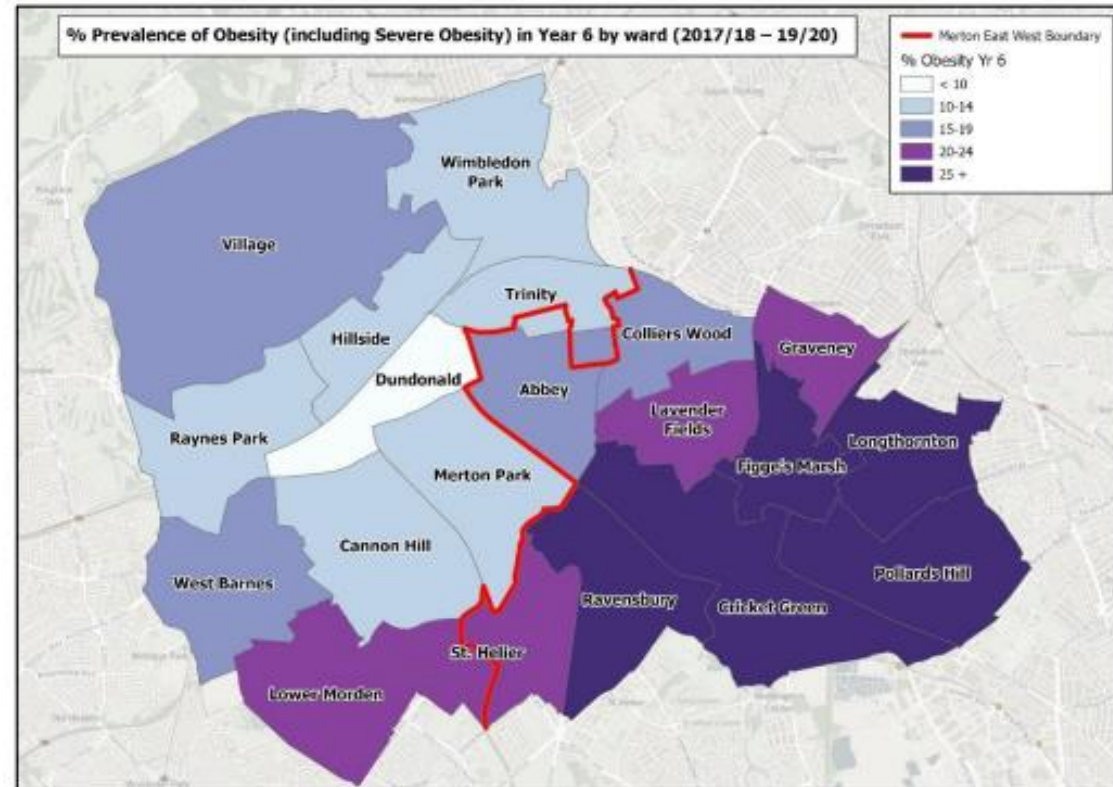 % Prevalence of Obesity (including Severe Obesity) in Year 6 by ward (2017/18 – 19/20)
Merton East West Boundary
% Obesity Yr 6
< 10
10-14
15-19
20-24
25 +
Wimbledon
Park
Village
Trinity
Colliers Wood
Hillside
Graveney
Dundonald
Abbey
Lavender
Fields
Raynes Park
Longthornton
Figge's Marsh
Merton Park
Cannon Hill
West Barnes
Pollards Hill
Ravensbury
Cricket Green
St. Helier
Lower Morden